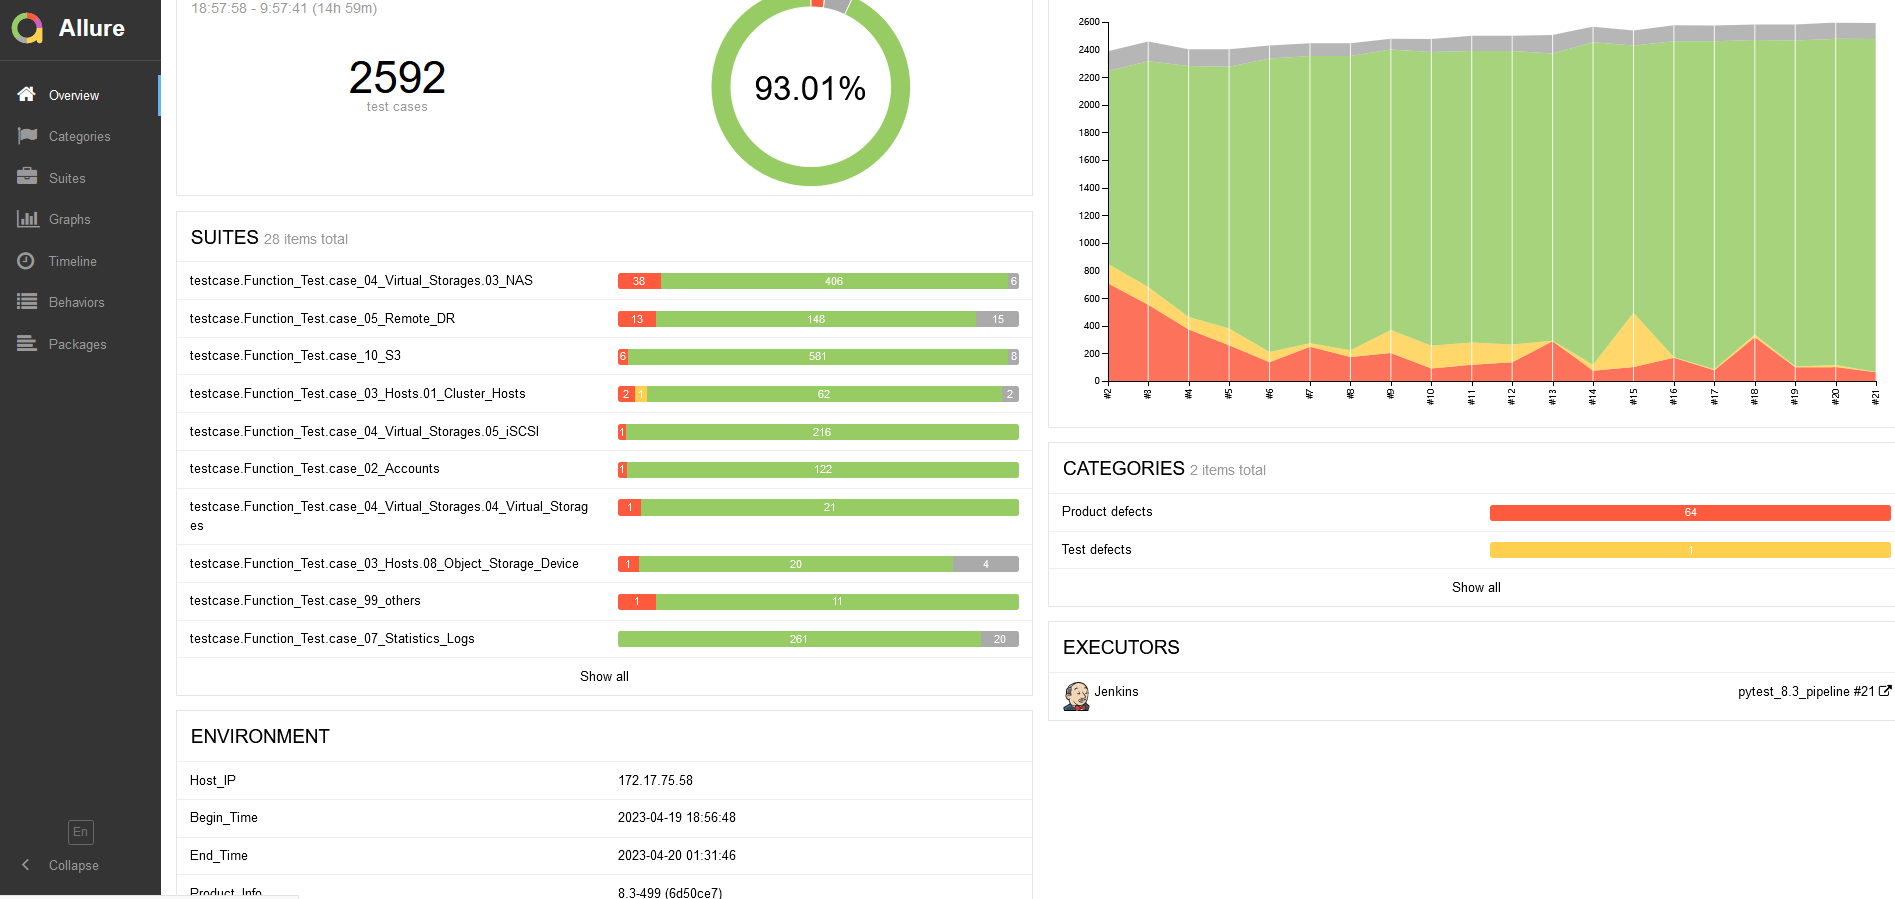 Allure
Overview
Categories
Suites
Graphs
Timeline
Behaviors
Packages
En
Collapse
18:57:58 - 9:57:41 (14h 59m)
2592
test cases
93.01%
SUITES 28 items total
testcase.Function_Test.case_04_Virtual_Storages.03_NAS 38 406 6
testcase.Function_Test.case_05_Remote_DR 13 148 15
testcase.Function_Test.case_10_S3 6 581 8
testcase.Function_Test.case_03_Hosts.01_Cluster_Hosts 2 1 62 2
testcase.Function_Test.case_04_Virtual_Storages.05_iSCSI 1 216
testcase.Function_Test.case_02_Accounts 1 122
testcase.Function_Test.case_04_Virtual_Storages.04_Virtual_Storag
es 1 21
testcase.Function_Test.case_03_Hosts.08_Object_Storage_Device 1 20 4
testcase.Function_Test.case_99_others 1 11
testcase.Function_Test.case_07_Statistics_Logs 261 20
Show all
ENVIRONMENT
Host_IP 172.17.75.58
Begin_Time 2023-04-19 18:56:48
End_Time 2023-04-20 01:31:46
Product_Info 8.3-499 (6d50ce7)
2600
2400
2200
2000
1800
1600
1400
1200
1000
800
600
400
200
0
#2 #3 #4 #5 #6 #7 #8 #9 #10 #11 #12 #13 #14 #15 #16 #17 #18 #19 #20 #21
CATEGORIES 2 items total
Product defects 64
Test defects 1
Show all
EXECUTORS
Jenkins pytest_8.3_pipeline #21